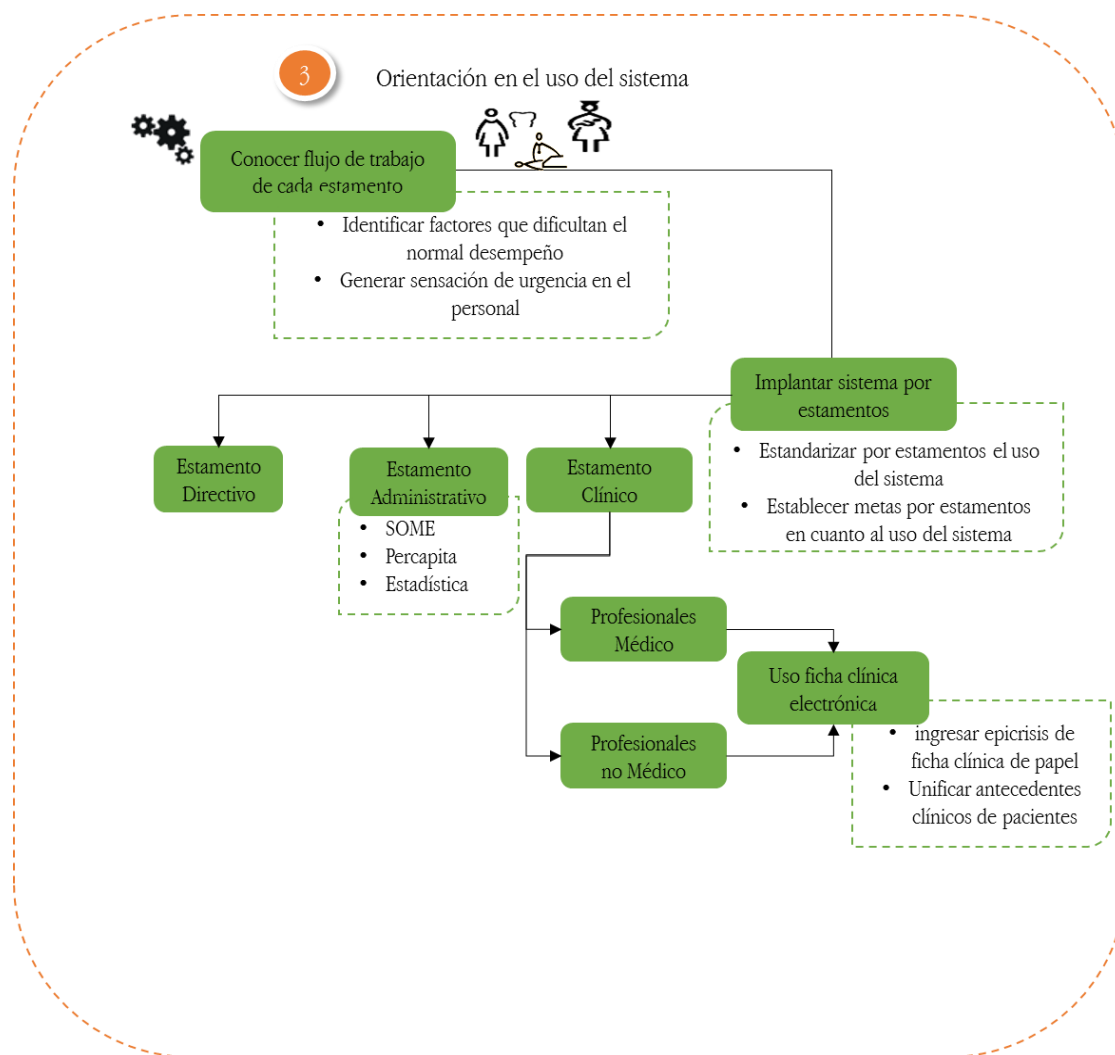 3
Orientación en el uso del sistema
Conocer flujo de trabajo
de cada estamento
• Identificar factores que dificultan el
normal desempeño
• Generar sensación de urgencia en el
personal
Implantar sistema por
estamentos
• Estandarizar por estamentos el uso
del sistema
• Establecer metas por estamentos
en cuanto al uso del sistema
Estamento
Directivo
Estamento
Administrativo
• SOME
• Percapita
• Estadística
Estamento
Clínico
Profesionales
Médico
Profesionales
no Médico
Uso ficha clínica
electrónica
• ingresar epicrisis de
ficha clínica de papel
• Unificar antecedentes
clínicos de pacientes